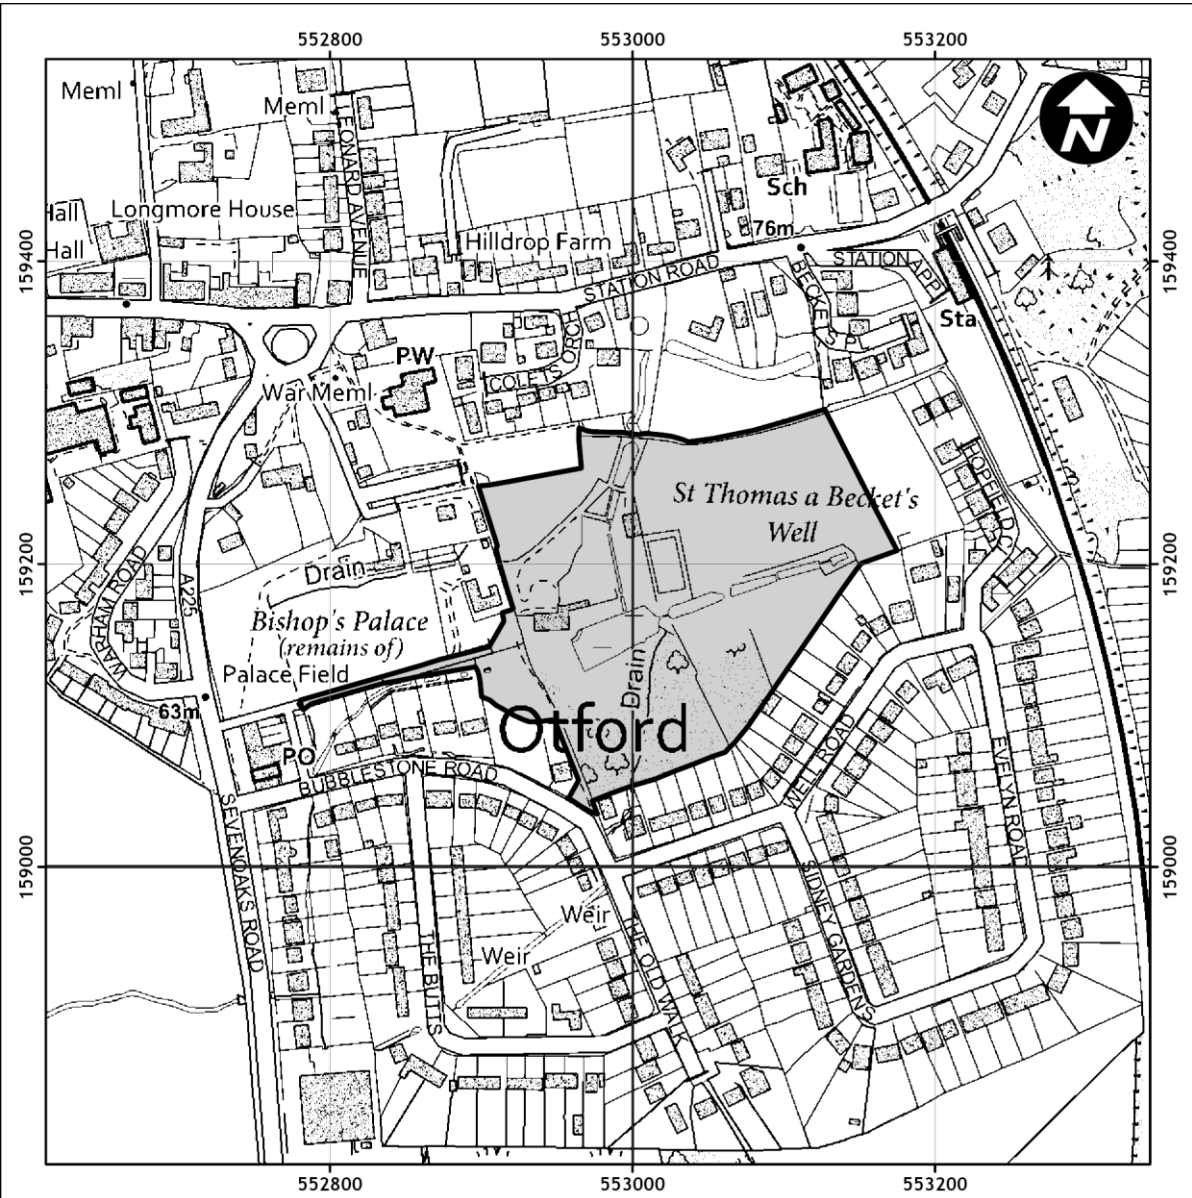 552800
553000
553200
Meml
Meml
LEONARD AVENUE
N
Sch
Hall
Longmore House
Hall
Hilldrop Farm
76m
STATION ROAD
STATION APP
159400
159400
BECKETS P
Sta
PW
COLETS ORCH
War Meml
HOPFIELD C
St Thomas a Becket's
Well
159200
159200
Drain
WARHAM ROAD
A225
Bishop's Palace
(remains of)
Palace Field
Drain
63m
Otford
PO
BUBBLESTONE ROAD
WELL ROAD
EVELYN ROAD
159000
159000
SEVENOAKS ROAD
SIDNEY GARDENS
Weir
Weir
THE OLD WALK
THE BUTTS
552800
553000
553200